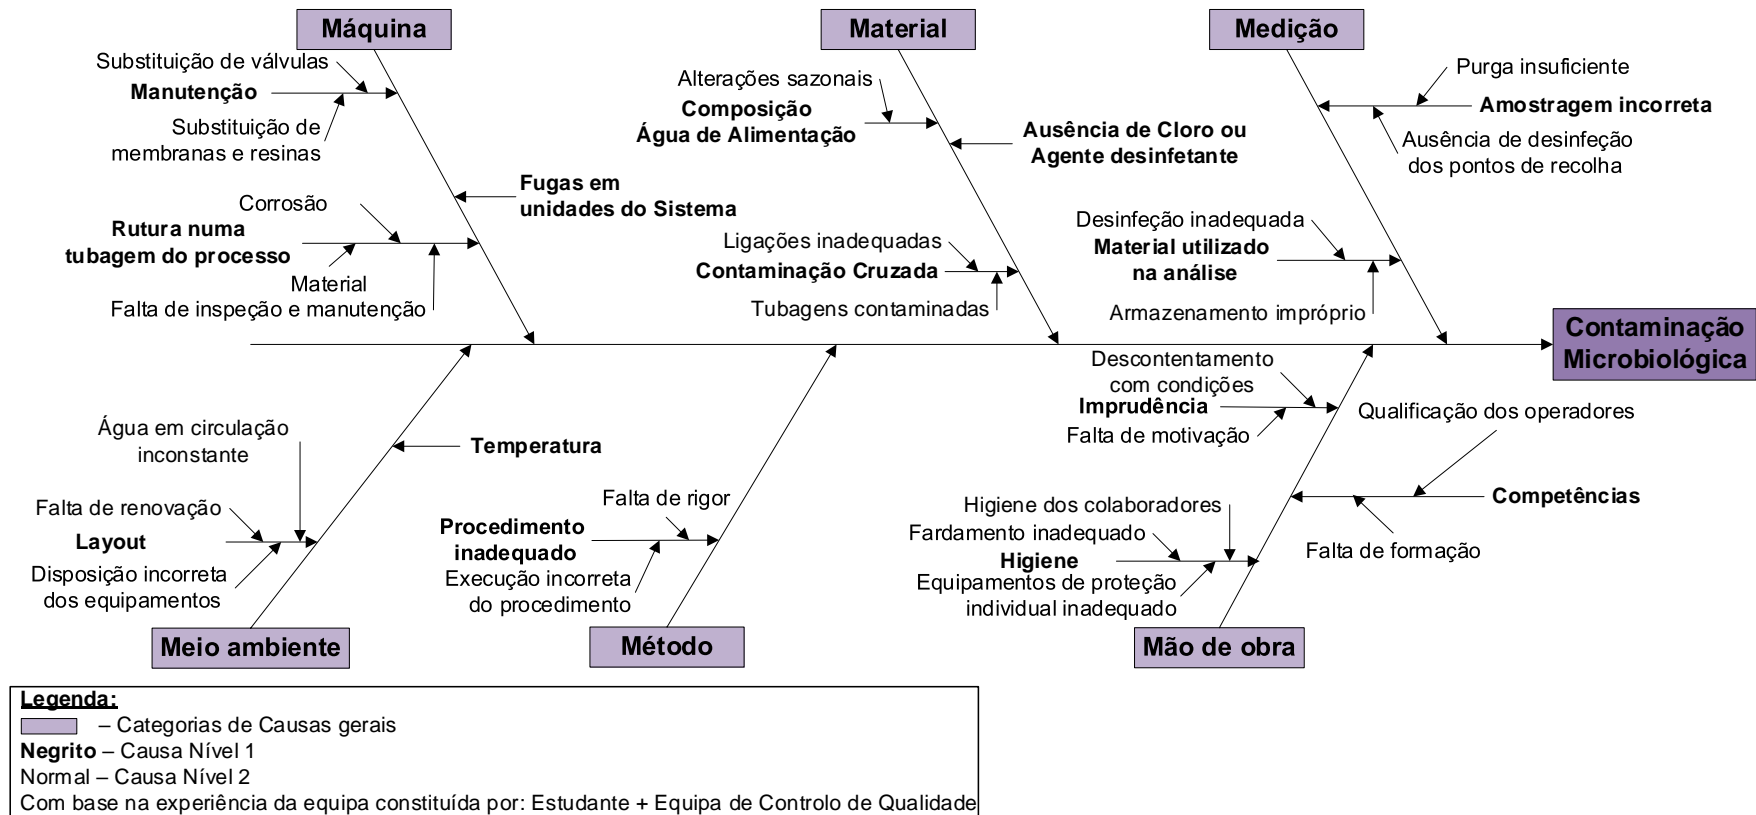 Máquina
Material
Medição
Substituição de válvulas
Manutenção
Substituição de
membranas e resinas
Fugas em
unidades do Sistema
Corrosão
Rutura numa
tubagem do processo
Material
Falta de inspeção e manutenção
Alterações sazonais
Composição
Água de Alimentação
Ausência de Cloro ou
Agente desinfetante
Ligações inadequadas
Contaminação Cruzada
Tubagens contaminadas
Purga insuficiente
Amostragem incorreta
Ausência de desinfeção
dos pontos de recolha
Desinfeção inadequada
Material utilizado
na análise
Armazenamento impróprio
Contaminação
Microbiológica
Água em circulação
inconstante
Temperatura
Falta de renovação
Layout
Disposição incorreta
dos equipamentos
Meio ambiente
Falta de rigor
Procedimento
inadequado
Execução incorreta
do procedimento
Método
Descontentamento
com condições
Imprudência
Falta de motivação
Qualificação dos operadores
Competências
Falta de formação
Higiene dos colaboradores
Fardamento inadequado
Higiene
Equipamentos de proteção
individual inadequado
Mão de obra
Legenda:
– Categorias de Causas gerais
Negrito – Causa Nível 1
Normal – Causa Nível 2
Com base na experiência da equipa constituída por: Estudante + Equipa de Controlo de Qualidade